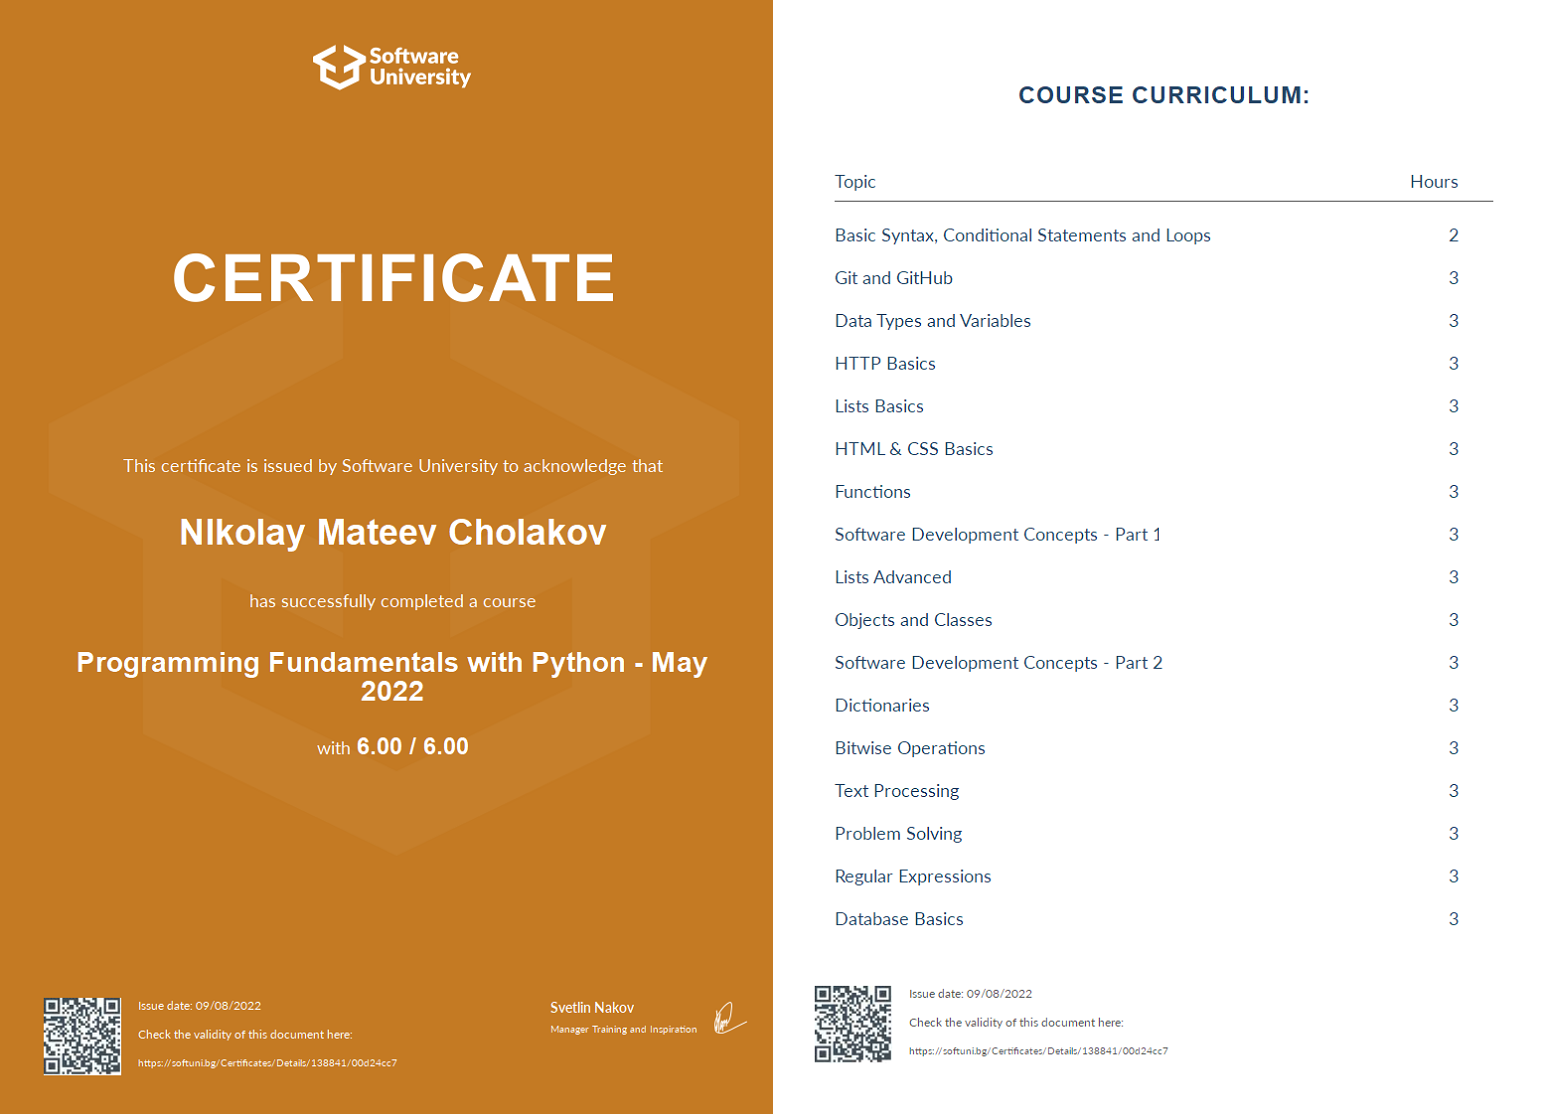 Software
University
CERTIFICATE
This certificate is issued by Software University to acknowledge that
NIkolay Mateev Cholakov
has successfully completed a course
Programming Fundamentals with Python - May
2022
with 6.00 / 6.00
Issue date: 09/08/2022
Check the validity of this document here:
https://softuni.bg/Certificates/Details/138841/00d24cc7
Svetlin Nakov
Manager Training and Inspiration
COURSE CURRICULUM:
Topic Hours
Basic Syntax, Conditional Statements and Loops 2
Git and GitHub 3
Data Types and Variables 3
HTTP Basics 3
Lists Basics 3
HTML & CSS Basics 3
Functions 3
Software Development Concepts - Part 1 3
Lists Advanced 3
Objects and Classes 3
Software Development Concepts - Part 2 3
Dictionaries 3
Bitwise Operations 3
Text Processing 3
Problem Solving 3
Regular Expressions 3
Database Basics 3
Issue date: 09/08/2022
Check the validity of this document here:
https://softuni.bg/Certificates/Details/138841/00d24cc7